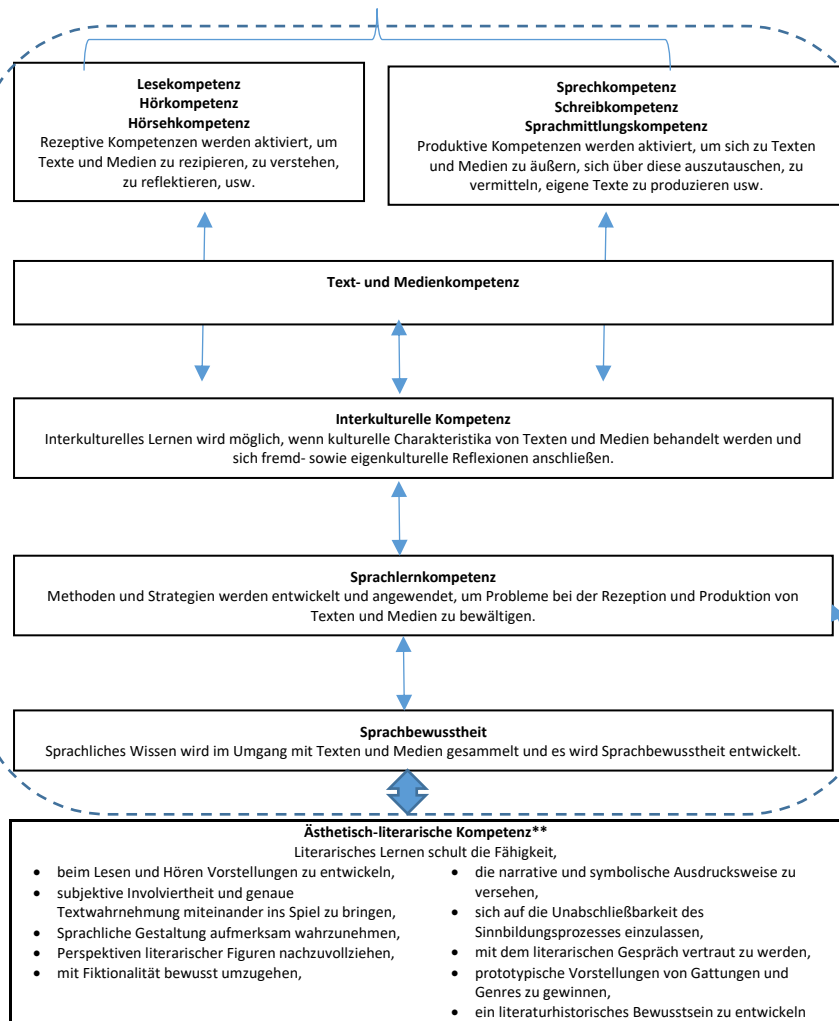 Lesekompetenz
Hörkompetenz
Hörsehkompetenz
Rezeptive Kompetenzen werden aktiviert, um
Texte und Medien zu rezipieren, zu verstehen,
zu reflektieren, usw.
Sprechkompetenz
Schreibkompetenz
Sprachmittlungskompetenz
Produktive Kompetenzen werden aktiviert, um sich zu Texten
und Medien zu äußern, sich über diese auszutauschen, zu
vermitteln, eigene Texte zu produzieren usw.
Text- und Medienkompetenz
Interkulturelle Kompetenz
Interkulturelles Lernen wird möglich, wenn kulturelle Charakteristika von Texten und Medien behandelt werden und
sich fremd- sowie eigenkulturelle Reflexionen anschließen.
Sprachlernkompetenz
Methoden und Strategien werden entwickelt und angewendet, um Probleme bei der Rezeption und Produktion von
Texten und Medien zu bewältigen.
Sprachbewusstheit
Sprachliches Wissen wird im Umgang mit Texten und Medien gesammelt und es wird Sprachbewusstheit entwickelt.
Ästhetisch-literarische Kompetenz**
Literarisches Lernen schult die Fähigkeit,
• beim Lesen und Hören Vorstellungen zu entwickeln,
• subjektive Involviertheit und genaue
Textwahrnehmung miteinander ins Spiel zu bringen,
• Sprachliche Gestaltung aufmerksam wahrzunehmen,
• Perspektiven literarischer Figuren nachzuvollziehen,
• mit Fiktionalität bewusst umzugehen,
• die narrative und symbolische Ausdrucksweise zu
versehen,
• sich auf die Unabschließbarkeit des
Sinnbildungsprozesses einzulassen,
• mit dem literarischen Gespräch vertraut zu werden,
• prototypische Vorstellungen von Gattungen und
Genres zu gewinnen,
• ein literaturhistorisches Bewusstsein zu entwickeln